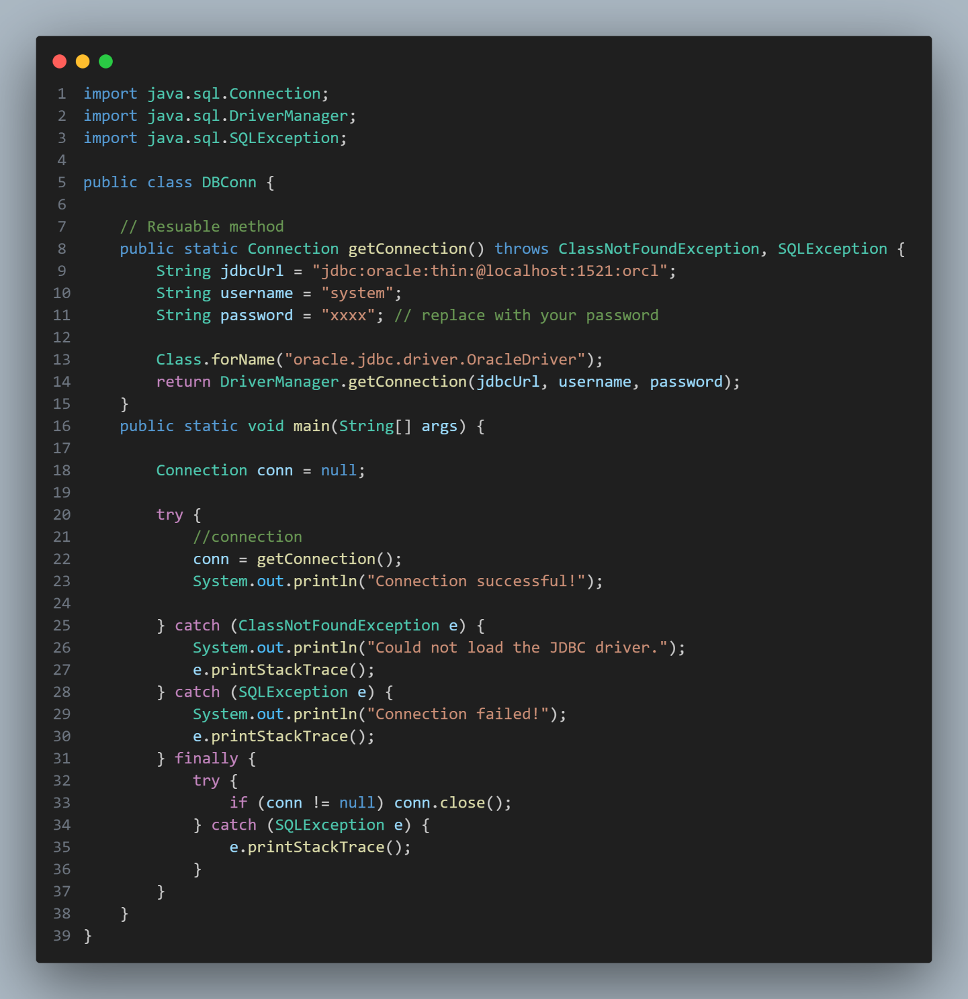 1 import java.sql.Connection;
2 import java.sql.DriverManager;
3 import java.sql.SQLException;
4
5 public class DBConn {
6
7     // Resuable method
8     public static Connection getConnection() throws ClassNotFoundException, SQLException {
9         String jdbcUrl = "jdbc:oracle:thin:@localhost:1521:orcl";
10         String username = "system";
11         String password = "xxxx"; // replace with your password
12
13         Class.forName("oracle.jdbc.driver.OracleDriver");
14         return DriverManager.getConnection(jdbcUrl, username, password);
15     }
16     public static void main(String[] args) {
17
18         Connection conn = null;
19
20         try {
21             //connection
22             conn = getConnection();
23             System.out.println("Connection successful!");
24
25         } catch (ClassNotFoundException e) {
26             System.out.println("Could not load the JDBC driver.");
27             e.printStackTrace();
28         } catch (SQLException e) {
29             System.out.println("Connection failed!");
30             e.printStackTrace();
31         } finally {
32             try {
33                 if (conn != null) conn.close();
34             } catch (SQLException e) {
35                 e.printStackTrace();
36             }
37         }
38     }
39 }